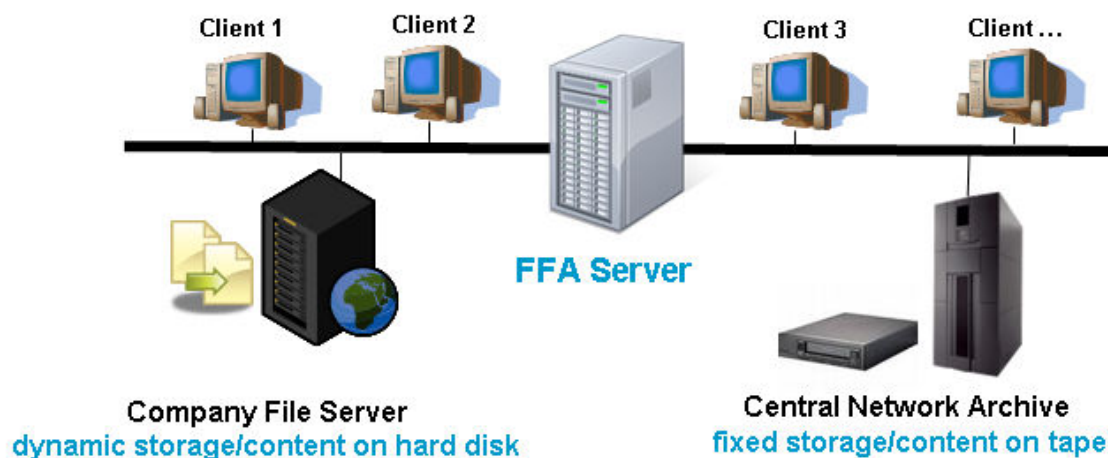 Client 1
Client 2
Client 3
Client ...
FFA Server
Company File Server
dynamic storage/content on hard disk
Central Network Archive
fixed storage/content on tape